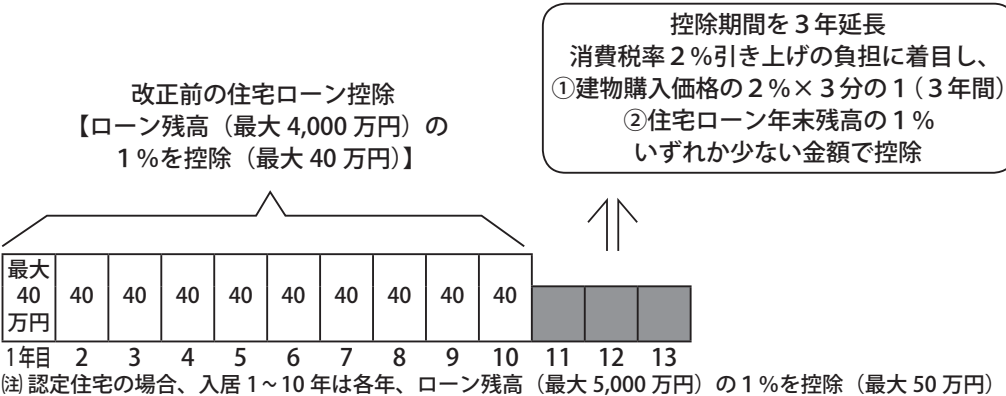 控除期間を３年延長
消費税率２%引き上げの負担に着目し、
①建物購入価格の２％×３分の１（３年間）
②住宅ローン年末残高の１％
いずれか少ない金額で控除
改正前の住宅ローン控除
【ローン残高（最大 4,000 万円）の
１％を控除（最大 40 万円）】
最大
40
万円
40 40 40 40 40 40 40 40 40
1年目 2 3 4 5 6 7 8 9 10 11 12 13
㊟ 認定住宅の場合、入居 1～10 年は各年、ローン残高（最大 5,000 万円）の１％を控除（最大 50 万円）